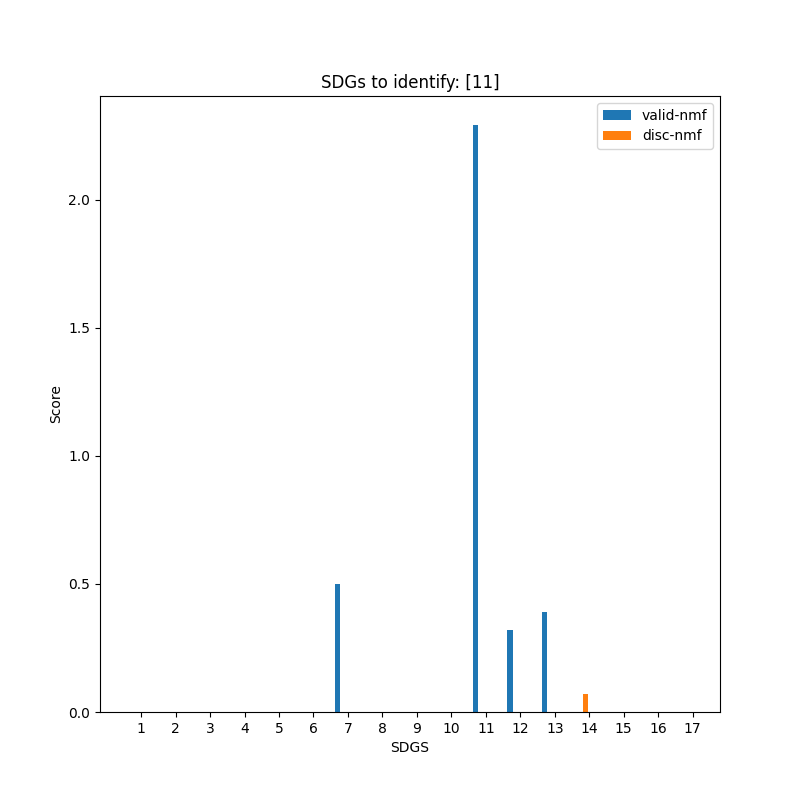 SDGs to identify: [11]
valid-nmf
disc-nmf
2.0
1.5
1.0
0.5
0.0
Score
1 2 3 4 5 6 7 8 9 10 11 12 13 14 15 16 17
SDGS